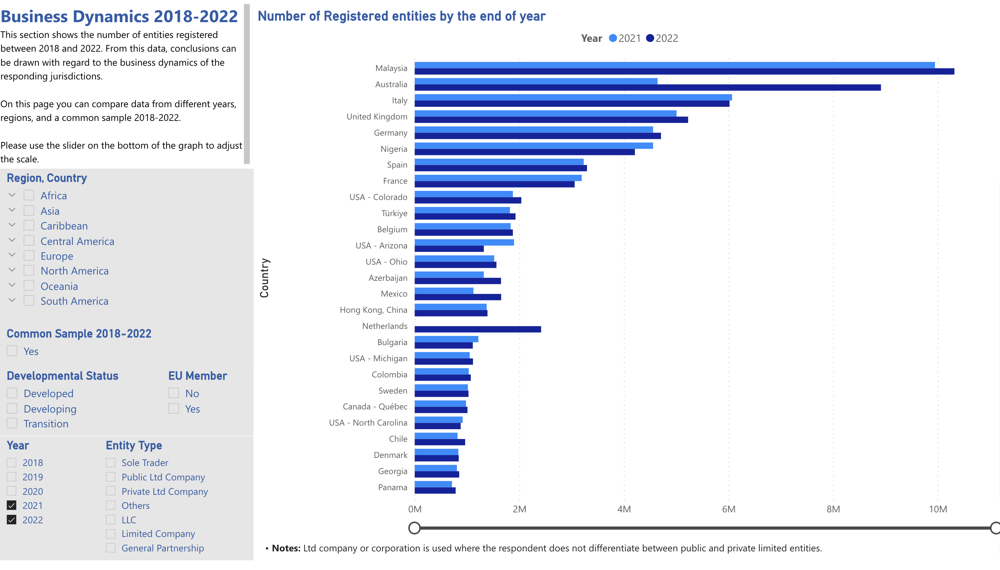 Business Dynamics 2018-2022
This section shows the number of entities registered
between 2018 and 2022. From this data, conclusions can
be drawn with regard to the business dynamics of the
responding jurisdictions.
On this page you can compare data from different years,
regions, and a common sample 2018-2022.
Please use the slider on the bottom of the graph to adjust
the scale.
Region, Country
Africa
Asia
Caribbean
Central America
Europe
North America
Oceania
South America
Common Sample 2018-2022
Yes
Developmental Status
Developed
Developing
Transition
EU Member
No
Yes
Year
2018
2019
2020
2021
2022
Entity Type
Sole Trader
Public Ltd Company
Private Ltd Company
Others
LLC
Limited Company
General Partnership
Number of Registered entities by the end of year
Year 2021 2022
Country
Malaysia
Australia
Italy
United Kingdom
Germany
Nigeria
Spain
France
USA - Colorado
Türkiye
Belgium
USA - Arizona
USA - Ohio
Azerbaijan
Mexico
Hong Kong, China
Netherlands
Bulgaria
USA - Michigan
Colombia
Sweden
Canada - Québec
USA - North Carolina
Chile
Denmark
Georgia
Panama
0M 2M 4M 6M 8M 10M
• Notes: Ltd company or corporation is used where the respondent does not differentiate between public and private limited entities.